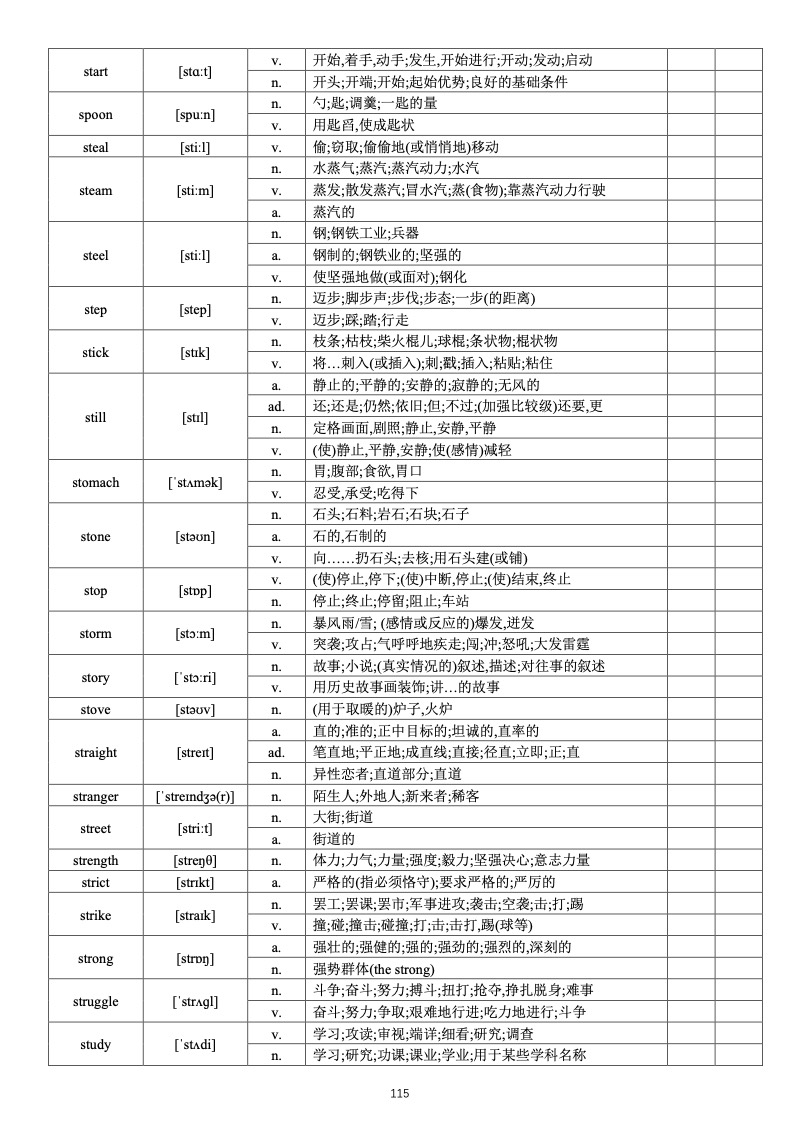 start [stɑːt] v. 开始,着手,动手;发生,开始进行;开动;发动;启动
n. 开头;开端;开始;起始优势;良好的基础条件
spoon [spuːn] n. 勺;匙;调羹;一匙的量
v. 用匙舀,使成匙状
steal [stiːl] v. 偷;窃取;偷偷地(或悄悄地)移动
steam [stiːm] n. 水蒸气;蒸汽;蒸汽动力;水汽
v. 蒸发;散发蒸汽;冒水汽;蒸(食物);靠蒸汽动力行驶
a. 蒸汽的
steel [stiːl] n. 钢;钢铁工业;兵器
a. 钢制的;钢铁业的;坚强的
v. 使坚强地做(或面对);钢化
step [step] n. 迈步;脚步声;步伐;步态;一步(的距离)
v. 迈步;踩;踏;行走
stick [stɪk] n. 枝条;枯枝;柴火棍儿;球棍;条状物;棍状物
v. 将…刺入(或插入);刺;戳;插入;粘贴;粘住
still [stɪl] a. 静止的;平静的;安静的;寂静的;无风的
ad. 还;还是;仍然;依旧;但;不过;(加强比较级)还要,更
n. 定格画面,剧照;静止,安静,平静
v. (使)静止,平静,安静;使(感情)减轻
stomach [ˈstʌmək] n. 胃;腹部;食欲,胃口
v. 忍受,承受;吃得下
stone [stəʊn] n. 石头;石料;岩石;石块;石子
a. 石的,石制的
v. 向……扔石头;去核;用石头建(或铺)
stop [stɒp] v. (使)停止,停下;(使)中断,停止;(使)结束,终止
n. 停止;终止;停留;阻止;车站
storm [stɔːm] n. 暴风雨/雪; (感情或反应的)爆发,迸发
v. 突袭;攻占;气呼呼地疾走;闯;冲;怒吼;大发雷霆
story [ˈstɔːri] n. 故事;小说;(真实情况的)叙述,描述;对往事的叙述
v. 用历史故事画装饰;讲…的故事
stove [stəʊv] n. (用于取暖的)炉子,火炉
straight [streɪt] a. 直的;准的;正中目标的;坦诚的,直率的
ad. 笔直地;平正地;成直线;直接;径直;立即;正;直
n. 异性恋者;直道部分;直道
stranger [ˈstreɪndʒə(r)] n. 陌生人;外地人;新来者;稀客
street [striːt] n. 大街;街道
a. 街道的
strength [streŋθ] n. 体力;力气;力量;强度;毅力;坚强决心;意志力量
strict [strɪkt] a. 严格的(指必须恪守);要求严格的;严厉的
strike [straɪk] n. 罢工;罢课;罢市;军事进攻;袭击;空袭;击;打;踢
v. 撞;碰;撞击;碰撞;打;击;击打,踢(球等)
strong [strɒŋ] a. 强壮的;强健的;强的;强劲的;强烈的,深刻的
n. 强势群体(the strong)
struggle [ˈstrʌɡl] n. 斗争;奋斗;努力;搏斗;扭打;抢夺,挣扎脱身;难事
v. 奋斗;努力;争取,艰难地行进;吃力地进行;斗争
study [ˈstʌdi] v. 学习;攻读;审视;端详;细看;研究,调查
n. 学习;研究;功课;课业;学业;用于某些学科名称
115